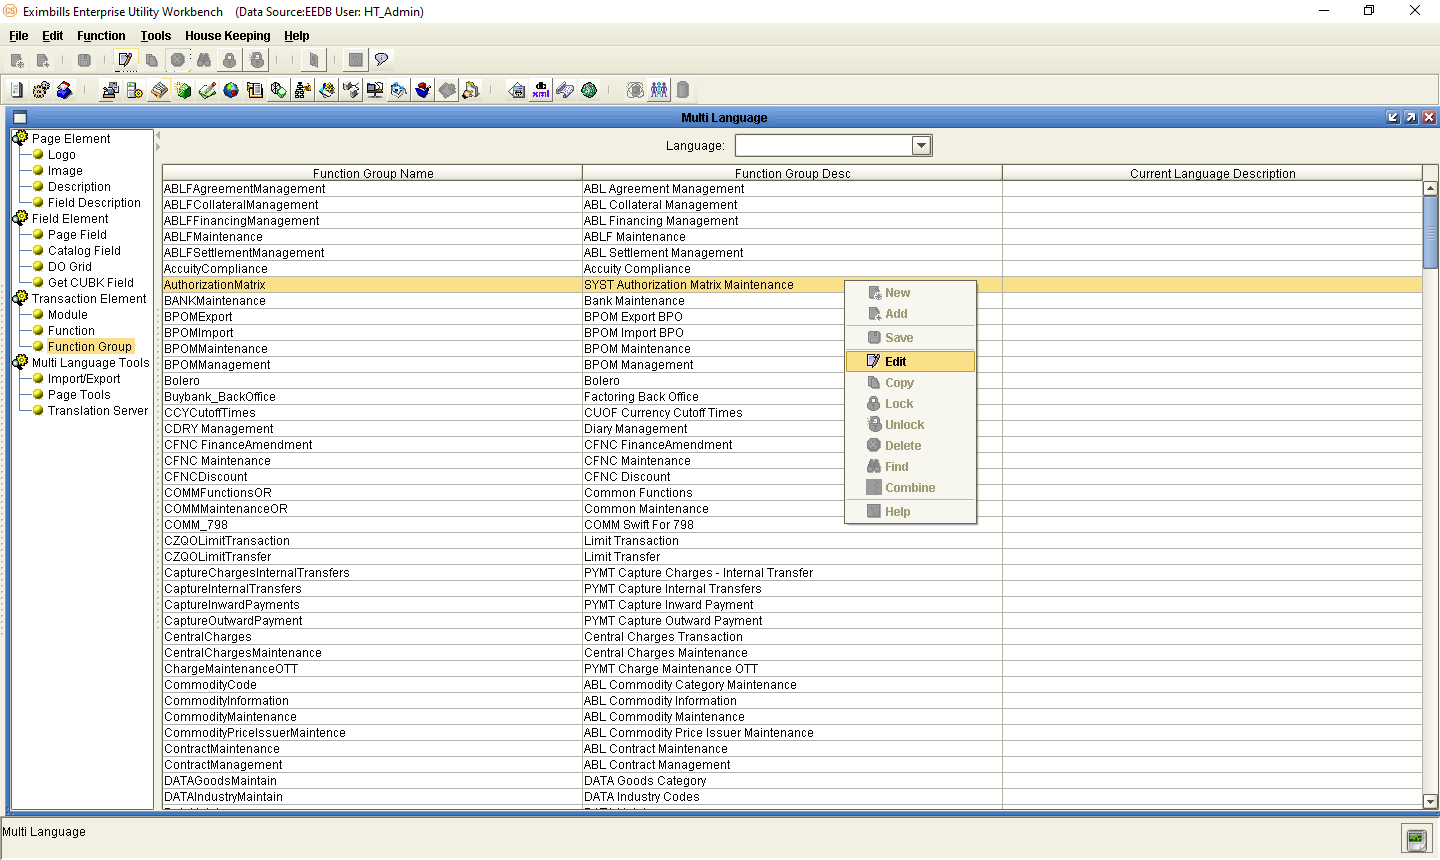 Eximbills Enterprise Utility Workbench (Data Source:EEDB User: HT_Admin)
File Edit Function Tools House Keeping Help
Multi Language
Page Element
Logo
Image
Description
Field Description
Field Element
Page Field
Catalog Field
DO Grid
Get CUBK Field
Transaction Element
Module
Function
Function Group
Multi Language Tools
Import/Export
Page Tools
Translation Server
Language:
Function Group Name Function Group Desc Current Language Description
ABLFAgreementManagement ABL Agreement Management
ABLFCollateralManagement ABL Collateral Management
ABLFFinancingManagement ABL Financing Management
ABLFMaintenance ABLF Maintenance
ABLFSettlementManagement ABL Settlement Management
AccuityCompliance Accuity Compliance
AuthorizationMatrix SYST Authorization Matrix Maintenance
BANKMaintenance Bank Maintenance
BPOMExport BPOM Export BPO
BPOMImport BPOM Import BPO
BPOMMaintenance BPOM Maintenance
BPOMManagement BPOM Management
Bolero Bolero
Buybank_BackOffice Factoring Back Office
CCYCutoffTimes CUOF Currency Cutoff Times
CDRY Management Diary Management
CFNC FinanceAmendment CFNC FinanceAmendment
CFNC Maintenance CFNC Maintenance
CFNCDiscount CFNC Discount
COMMFunctionsOR Common Functions
COMMMaintenanceOR Common Maintenance
COMM_798 COMM Swift For 798
CZQOLimitTransaction Limit Transaction
CZQOLimitTransfer Limit Transfer
CaptureChargesInternalTransfers PYMT Capture Charges - Internal Transfer
CaptureInternalTransfers PYMT Capture Internal Transfers
CaptureInwardPayments PYMT Capture Inward Payment
CaptureOutwardPayment PYMT Capture Outward Payment
CentralCharges Central Charges Transaction
CentralChargesMaintenance Central Charges Maintenance
ChargeMaintenanceOTT PYMT Charge Maintenance OTT
CommodityCode ABL Commodity Category Maintenance
CommodityInformation ABL Commodity Information
CommodityMaintenance ABL Commodity Maintenance
CommodityPriceIssuerMaintence ABL Commodity Price Issuer Maintenance
ContractMaintenance ABL Contract Maintenance
ContractManagement ABL Contract Management
DATAGoodsMaintain DATA Goods Category
DATAIndustryMaintain DATA Industry Codes
New
Add
Save
Edit
Copy
Lock
Unlock
Delete
Find
Combine
Help
Multi Language